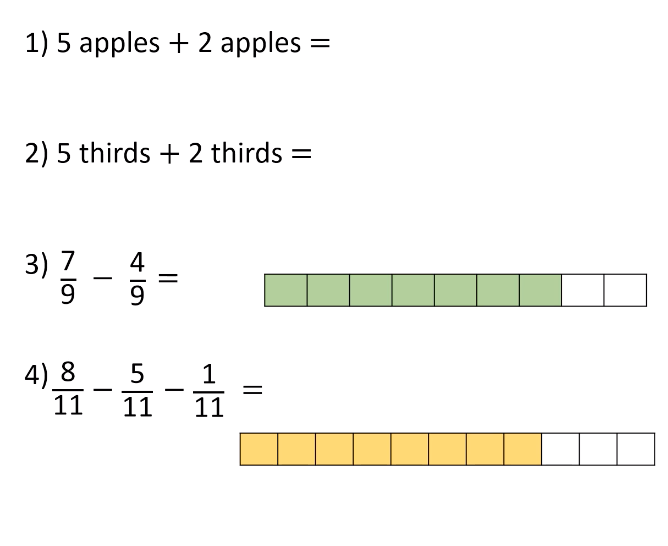 1) 5 apples + 2 apples =
2) 5 thirds + 2 thirds =
3) 7/9 − 4/9 =
4) 8/11 − 5/11 − 1/11 =